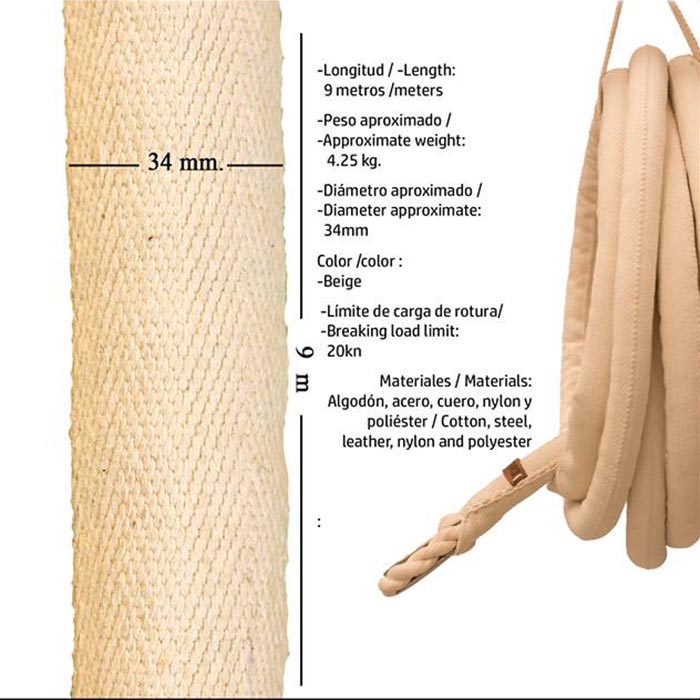 34 mm.
-Longitud / -Length:
9 metros /meters
-Peso aproximado /
-Approximate weight:
4.25 kg.
-Diámetro aproximado /
-Diameter approximate:
34mm
Color /color :
-Beige
-Límite de carga de rotura/
-Breaking load limit:
20kn
9 m
Materiales / Materials:
Algodón, acero, cuero, nylon y
poliéster / Cotton, steel,
leather, nylon and polyester
: